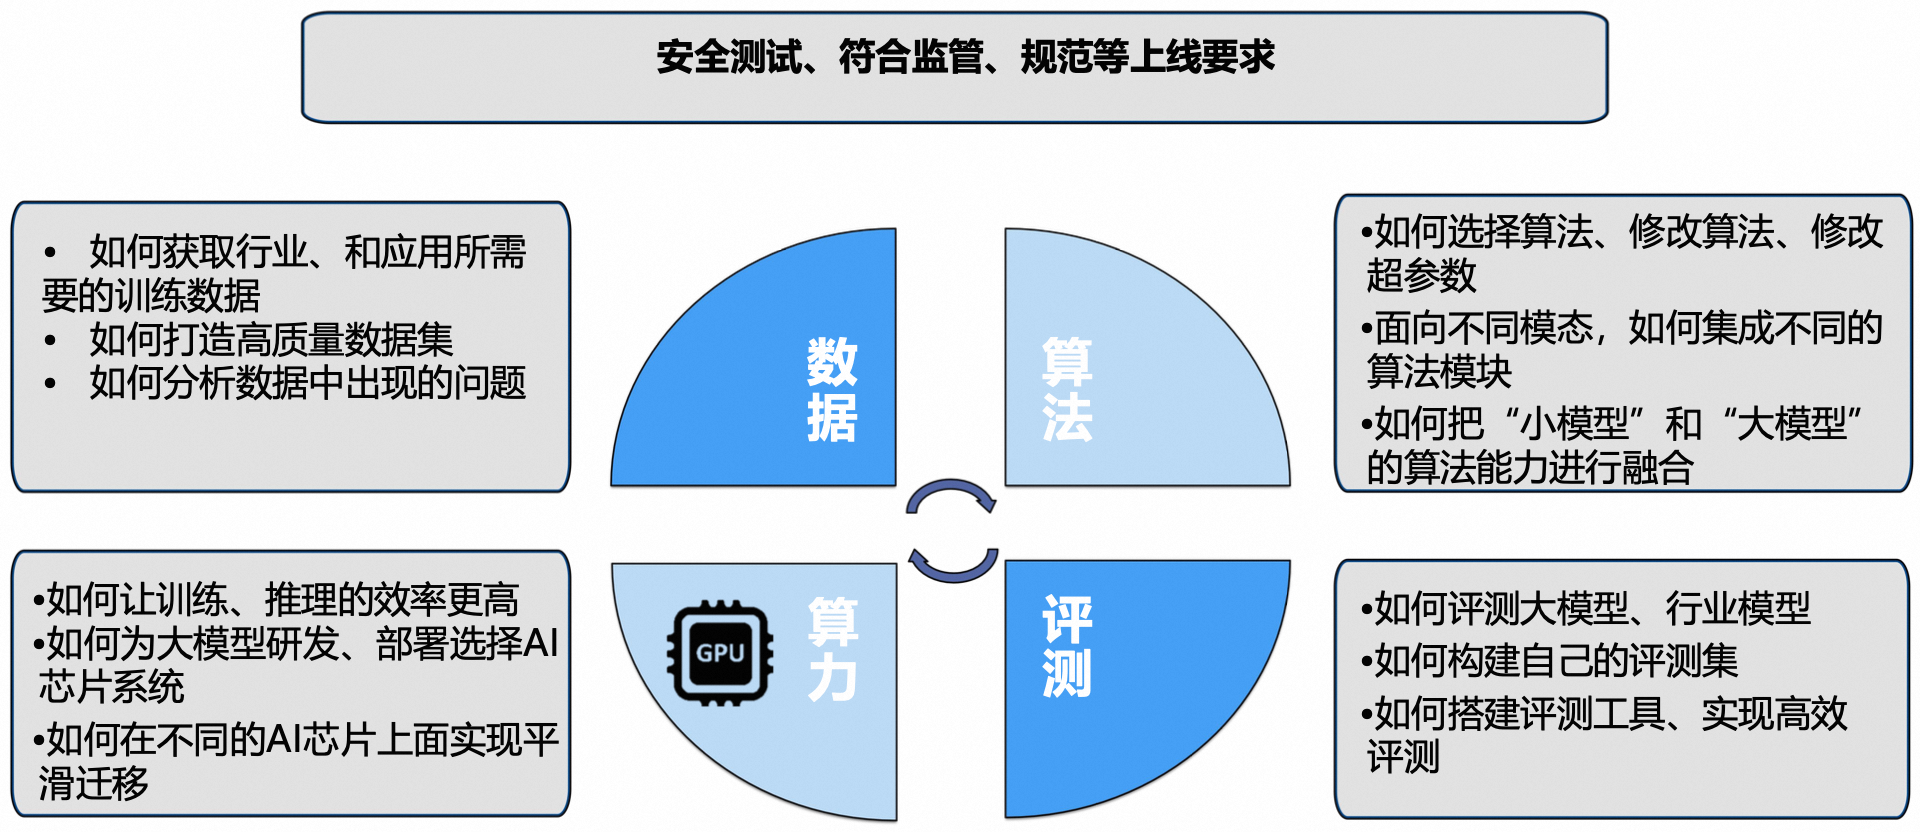 安全测试、符合监管、规范等上线要求
• 如何获取行业、和应用所需
要的训练数据
• 如何打造高质量数据集
• 如何分析数据中出现的问题
数
据
算
法
•如何选择算法、修改算法、修改
超参数
•面向不同模态，如何集成不同的
算法模块
•如何把“小模型”和“大模型”
的算法能力进行融合
•如何让训练、推理的效率更高
•如何为大模型研发、部署选择AI
芯片系统
•如何在不同的AI芯片上面实现平
滑迁移
GPU
算
力
评
测
•如何评测大模型、行业模型
•如何构建自己的评测集
•如何搭建评测工具、实现高效
评测